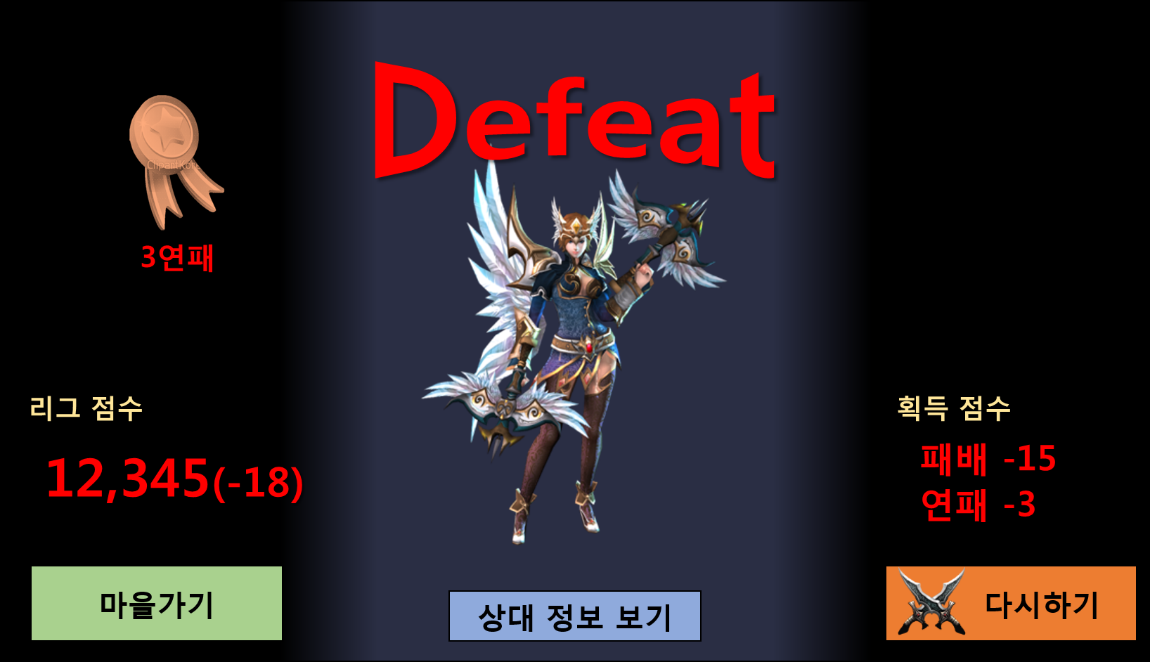 Defeat
3연패
리그 점수
12,345(-18)
획득 점수
패배 -15
연패 -3
마을가기
상대 정보 보기
다시하기